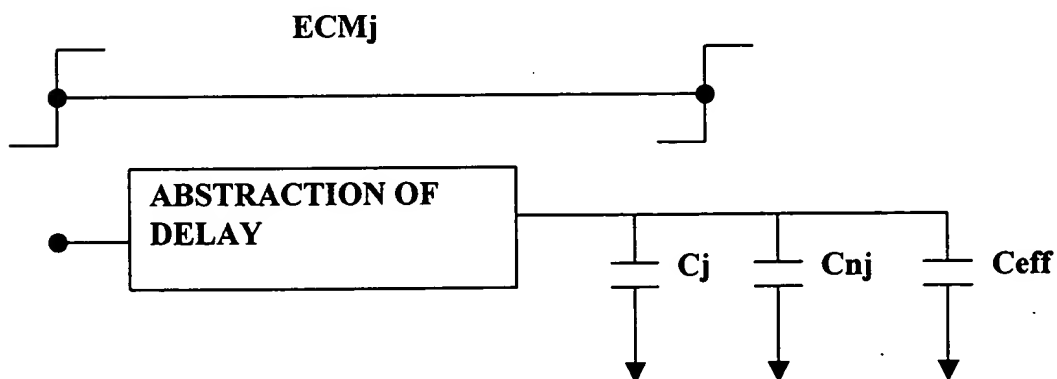 ECMj
ABSTRACTION OF
DELAY
Cj
Cnj
Ceff